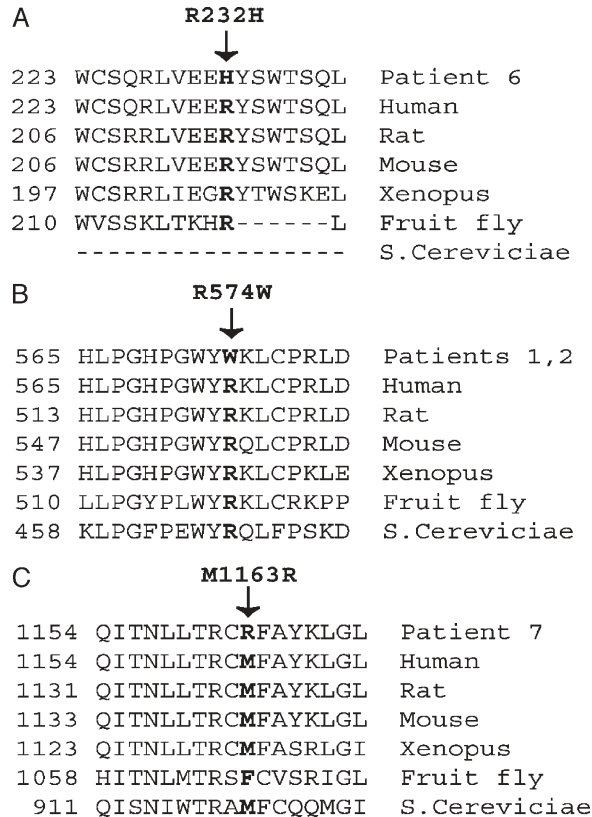 A
R232H
223 WCSQRLVEEHYSWTSQL Patient 6
223 WCSQRLVEERYSWTSQL Human
206 WCSRRLVEERYSWTSQL Rat
206 WCSRRLVEERYSWTSQL Mouse
197 WCSRRLIEGRYTWSKEL Xenopus
210 WVSSKLTKHR------L Fruit fly
----------------- S.Cereviciae
B
R574W
565 HLPGHPGWYWKLCPRLD Patients 1,2
565 HLPGHPGWYRKLCPRLD Human
513 HLPGHPGWYRKLCPRLD Rat
547 HLPGHPGWYRQLCPRLD Mouse
537 HLPGHPGWYRKLCPKLE Xenopus
510 LLPGYPLWYRKLCRKPP Fruit fly
458 KLPGFPEWYRQLFPSKD S.Cereviciae
C
M1163R
1154 QITNLLTRCRFAYKLGL Patient 7
1154 QITNLLTRCMFAYKLGL Human
1131 QITNLLTRCMFAYKLGL Rat
1133 QITNLLTRCMFAYKLGL Mouse
1123 QITNLLTRCMFASRLGI Xenopus
1058 HITNLMTRSFCVSRIGL Fruit fly
911 QISNIWTRAMFCQQMGI S.Cereviciae